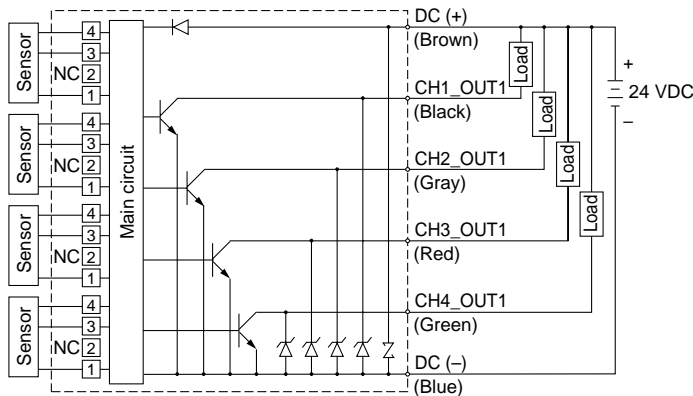 DC (+)
(Brown)
Sensor
4
3
NC 2
1
Sensor
4
3
NC 2
1
Sensor
4
3
NC 2
1
Sensor
4
3
NC 2
1
Main circuit
CH1_OUT1
(Black)
CH2_OUT1
(Gray)
CH3_OUT1
(Red)
CH4_OUT1
(Green)
DC (–)
(Blue)
Load
Load
Load
Load
+
24 VDC
–